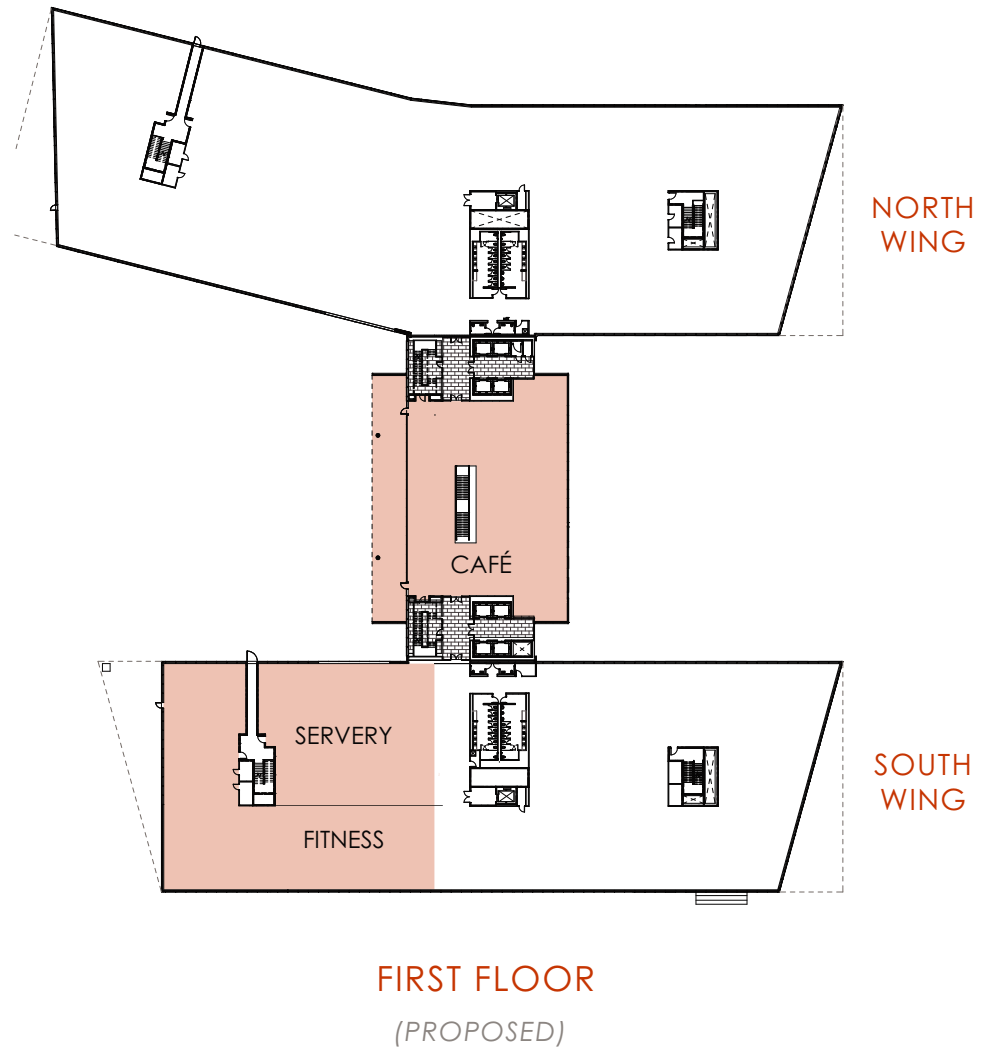 NORTH
WING
CAFÉ
SERVERY
FITNESS
SOUTH
WING
FIRST FLOOR
(PROPOSED)